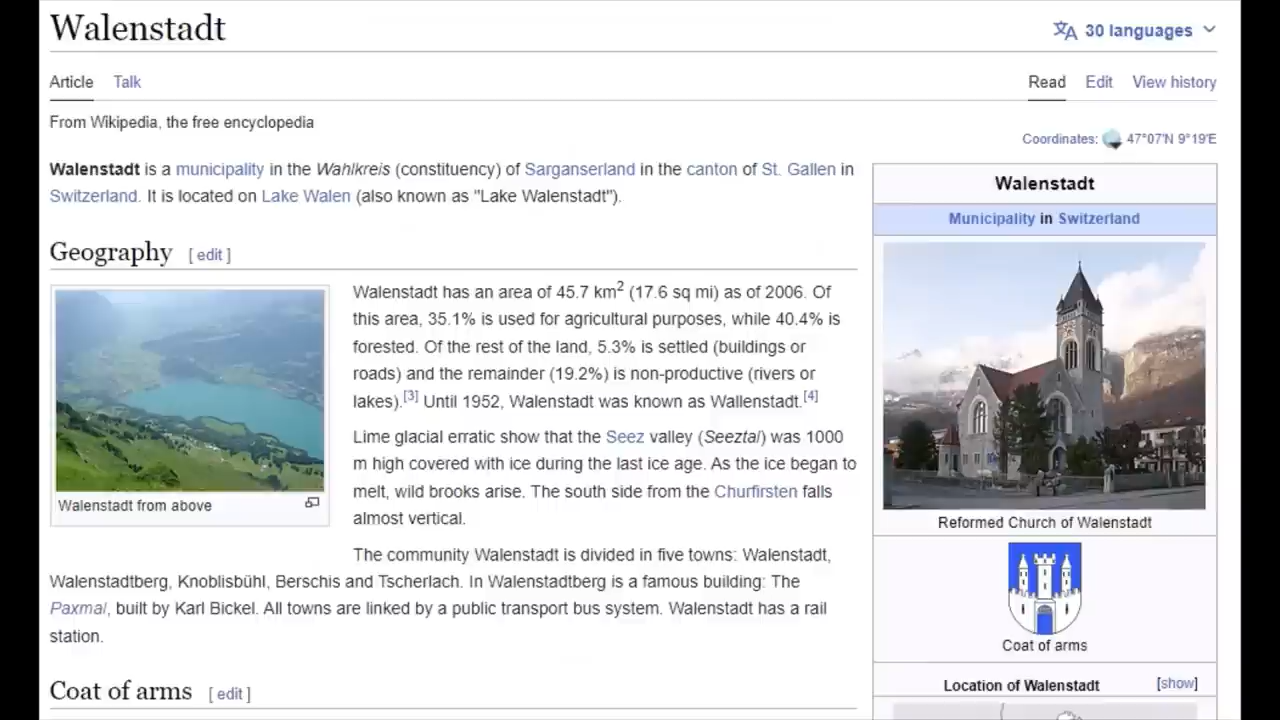 Walenstadt
30 languages
Article Talk
Read Edit View history
From Wikipedia, the free encyclopedia
Coordinates: 47°07′N 9°19′E
Walenstadt is a municipality in the Wahlkreis (constituency) of Sarganserland in the canton of St. Gallen in
Switzerland. It is located on Lake Walen (also known as "Lake Walenstadt").
Geography [ edit ]
Walenstadt from above
Walenstadt has an area of 45.7 km2 (17.6 sq mi) as of 2006. Of
this area, 35.1% is used for agricultural purposes, while 40.4% is
forested. Of the rest of the land, 5.3% is settled (buildings or
roads) and the remainder (19.2%) is non-productive (rivers or
lakes).[3] Until 1952, Walenstadt was known as Wallenstadt.[4]
Lime glacial erratic show that the Seez valley (Seeztal) was 1000
m high covered with ice during the last ice age. As the ice began to
melt, wild brooks arise. The south side from the Churfirsten falls
almost vertical.
The community Walenstadt is divided in five towns: Walenstadt,
Walenstadtberg, Knoblisbühl, Berschis and Tscherlach. In Walenstadtberg is a famous building: The
Paxmal, built by Karl Bickel. All towns are linked by a public transport bus system. Walenstadt has a rail
station.
Coat of arms [ edit ]
Walenstadt
Municipality in Switzerland
Reformed Church of Walenstadt
Coat of arms
Location of Walenstadt [show]